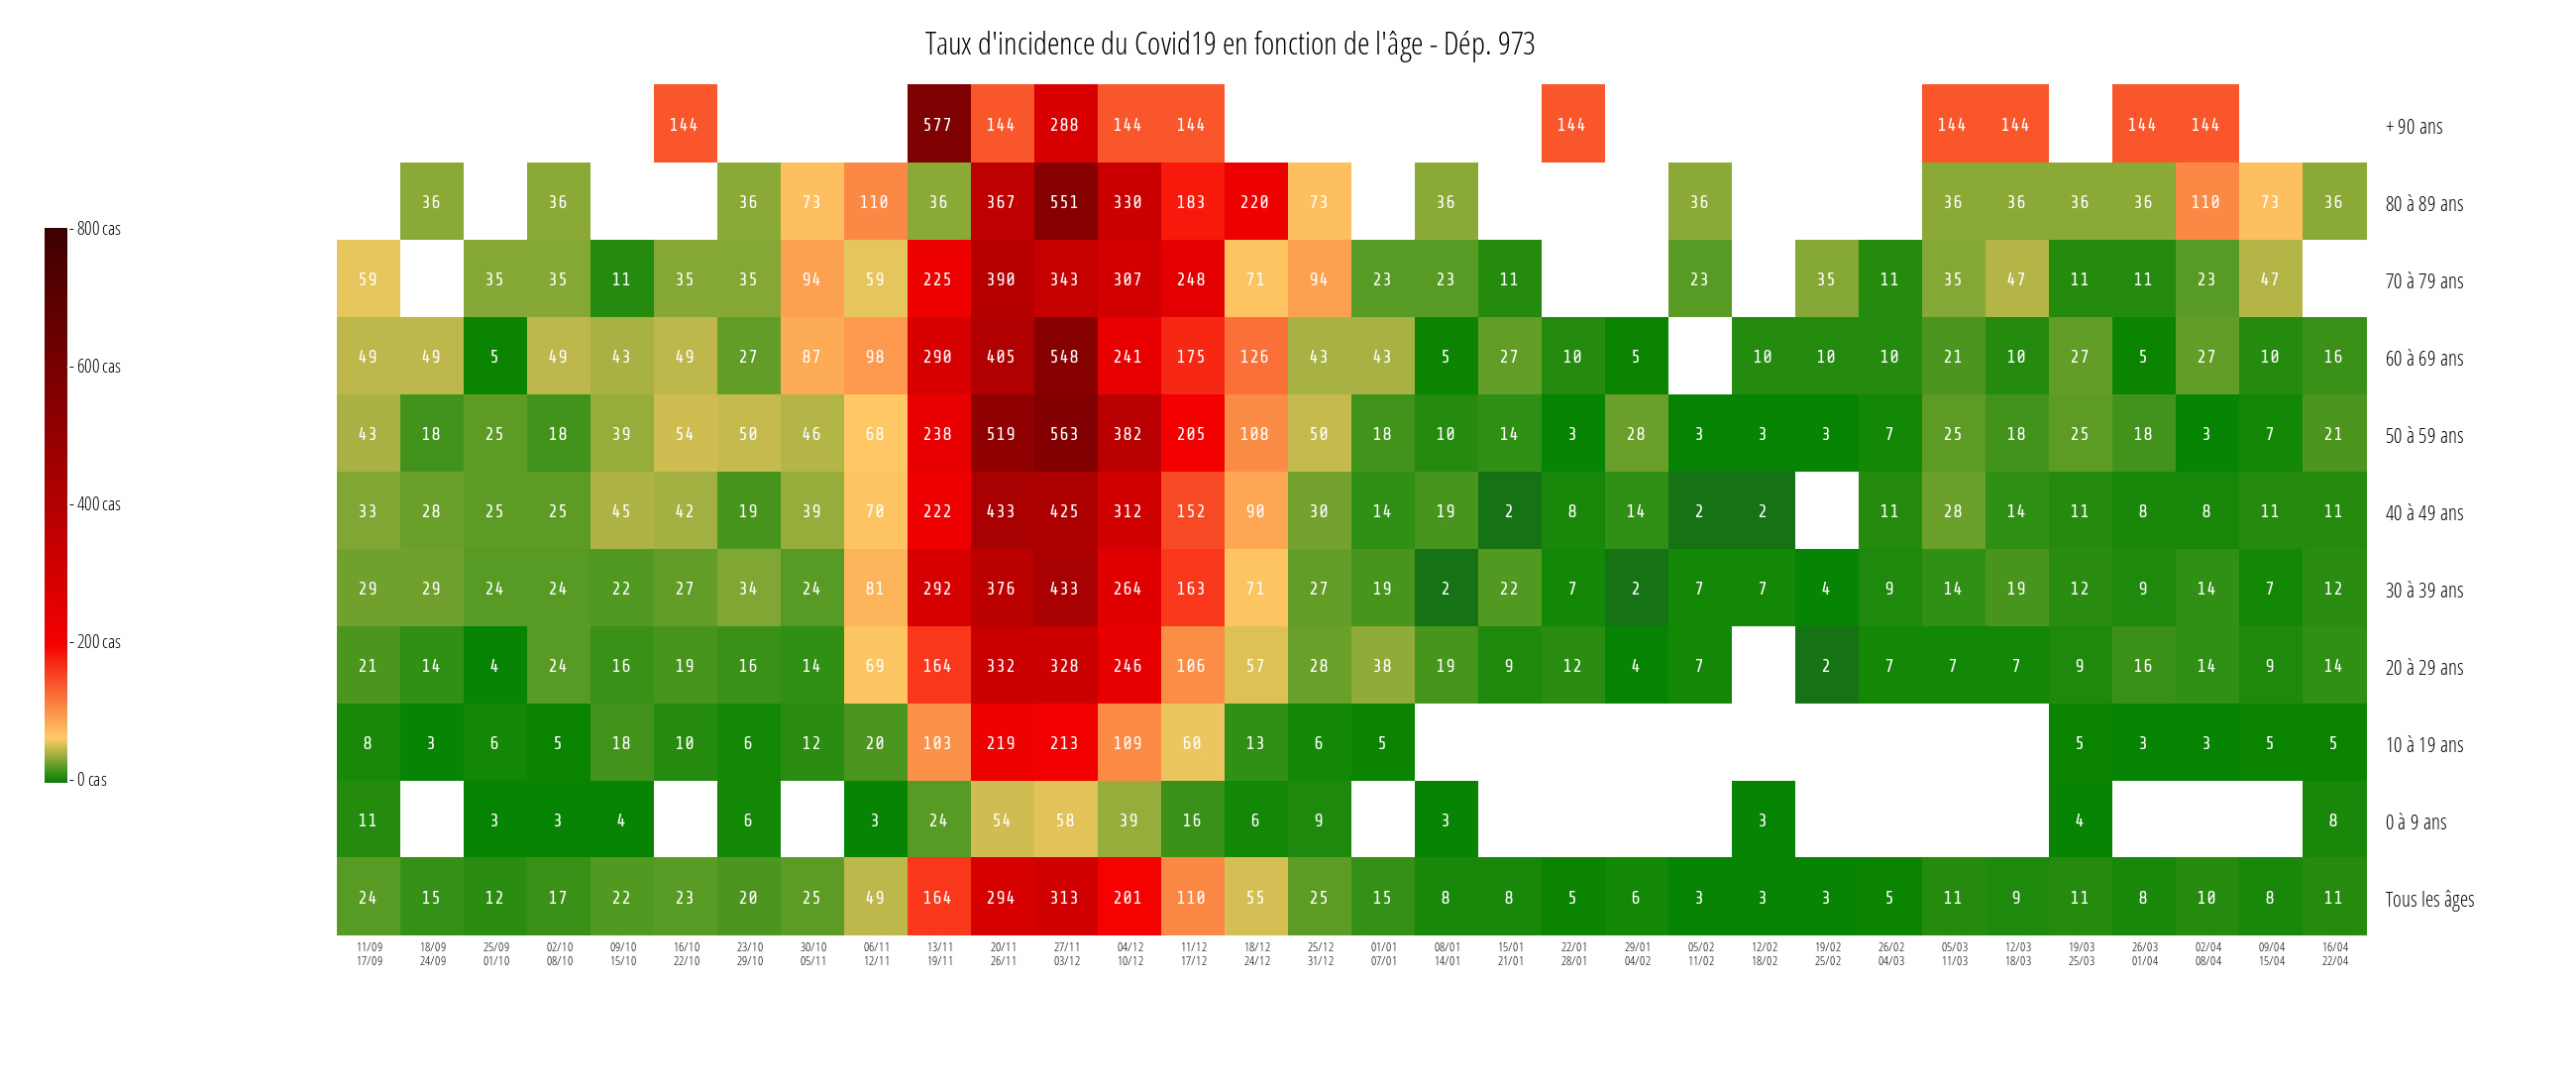 Taux d'incidence du Covid19 en fonction de l'âge - Dép. 973
144 577 144 288 144 144 144 144 144 144 144 + 90 ans
36 36 36 73 110 36 367 551 330 183 220 73 36 36 36 36 36 36 110 73 36 80 à 89 ans
- 800 cas
59 35 35 11 35 35 94 59 225 390 343 307 248 71 94 23 23 11 23 35 11 35 47 11 11 23 47 70 à 79 ans
49 49 5 49 43 49 27 87 98 290 405 548 241 175 126 43 43 5 27 10 5 10 10 10 21 10 27 5 27 10 16 60 à 69 ans
- 600 cas
43 18 25 18 39 54 50 46 68 238 519 563 382 205 108 50 18 10 14 3 28 3 3 3 7 25 18 25 18 3 7 21 50 à 59 ans
- 400 cas
33 28 25 25 45 42 19 39 70 222 433 425 312 152 90 30 14 19 2 8 14 2 2 11 28 14 11 8 8 11 11 40 à 49 ans
29 29 24 24 22 27 34 24 81 292 376 433 264 163 71 27 19 2 22 7 2 7 7 4 9 14 19 12 9 14 7 12 30 à 39 ans
- 200 cas
21 14 4 24 16 19 16 14 69 164 332 328 246 106 57 28 38 19 9 12 4 7 2 7 7 7 9 16 14 9 14 20 à 29 ans
8 3 6 5 18 10 6 12 20 103 219 213 109 60 13 6 5 5 3 3 5 5 10 à 19 ans
- 0 cas
11 3 3 4 6 3 24 54 58 39 16 6 9 3 3 4 8 0 à 9 ans
24 15 12 17 22 23 20 25 49 164 294 313 201 110 55 25 15 8 8 5 6 3 3 3 5 11 9 11 8 10 8 11 Tous les âges
11/09 18/09 25/09 02/10 09/10 16/10 23/10 30/10 06/11 13/11 20/11 27/11 04/12 11/12 18/12 25/12 01/01 08/01 15/01 22/01 29/01 05/02 12/02 19/02 26/02 05/03 12/03 19/03 26/03 02/04 09/04 16/04
17/09 24/09 01/10 08/10 15/10 22/10 29/10 05/11 12/11 19/11 26/11 03/12 10/12 17/12 24/12 31/12 07/01 14/01 21/01 28/01 04/02 11/02 18/02 25/02 04/03 11/03 18/03 25/03 01/04 08/04 15/04 22/04